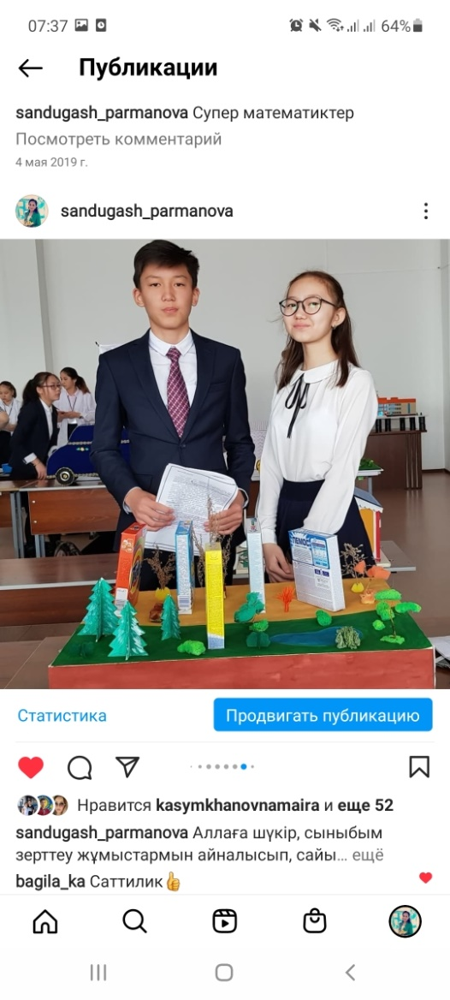 07:37
64%
Публикации
sandugash_parmanova Супер математиктер
Посмотреть комментарий
4 мая 2019 г.
sandugash_parmanova
Статистика
Продвигать публикацию
Нравится kasymkhanovnamaira и еще 52
sandugash_parmanova Аллаға шүкір, сыныбым
зерттеу жұмыстармын айналысып, сайы... ещё
bagila_ka Саттилик👍